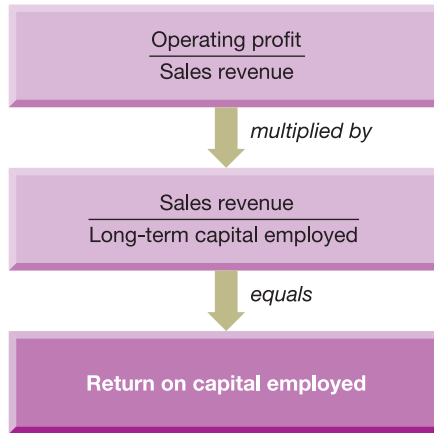 Operating profit
Sales revenue
multiplied by
Sales revenue
Long-term capital employed
equals
Return on capital employed